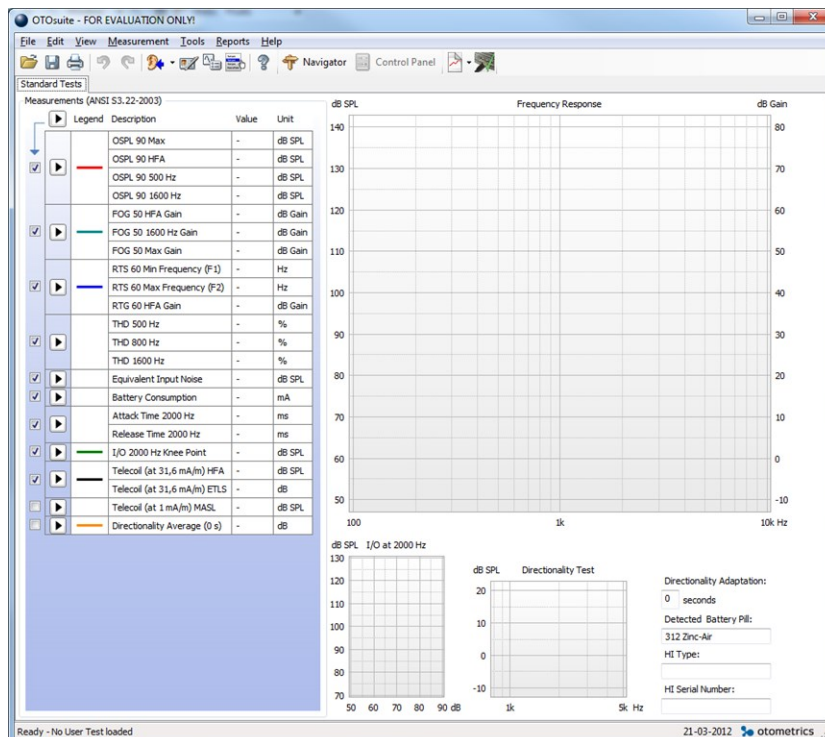 OTOsuite - FOR EVALUATION ONLY!
File Edit View Measurement Tools Reports Help
Navigator Control Panel
Standard Tests
Measurements (ANSI S3.22-2003)
Legend Description Value Unit
OSPL 90 Max - dB SPL
OSPL 90 HFA - dB SPL
OSPL 90 500 Hz - dB SPL
OSPL 90 1600 Hz - dB SPL
FOG 50 HFA Gain - dB Gain
FOG 50 1600 Hz Gain - dB Gain
FOG 50 Max Gain - dB Gain
RTS 60 Min Frequency (F1) - Hz
RTS 60 Max Frequency (F2) - Hz
RTG 60 HFA Gain - dB Gain
THD 500 Hz - %
THD 800 Hz - %
THD 1600 Hz - %
Equivalent Input Noise - dB SPL
Battery Consumption - mA
Attack Time 2000 Hz - ms
Release Time 2000 Hz - ms
I/O 2000 Hz Knee Point - dB SPL
Telecoil (at 31,6 mA/m) HFA - dB SPL
Telecoil (at 31,6 mA/m) ETLS - dB
Telecoil (at 1 mA/m) MASL - dB SPL
Directionality Average (0 s) - dB
dB SPL Frequency Response dB Gain
140 80
130 70
120 60
110 50
100 40
90 30
80 20
70 10
60 0
50 -10
100 1k 10k Hz
dB SPL I/O at 2000 Hz
130
120
110
100
90
80
70
50 60 70 80 90 dB
dB SPL Directionality Test
20
10
0
-10
1k 5k Hz
Directionality Adaptation:
0 seconds
Detected Battery Pill:
312 Zinc-Air
HI Type:
HI Serial Number:
Ready - No User Test loaded 21-03-2012 otometrics